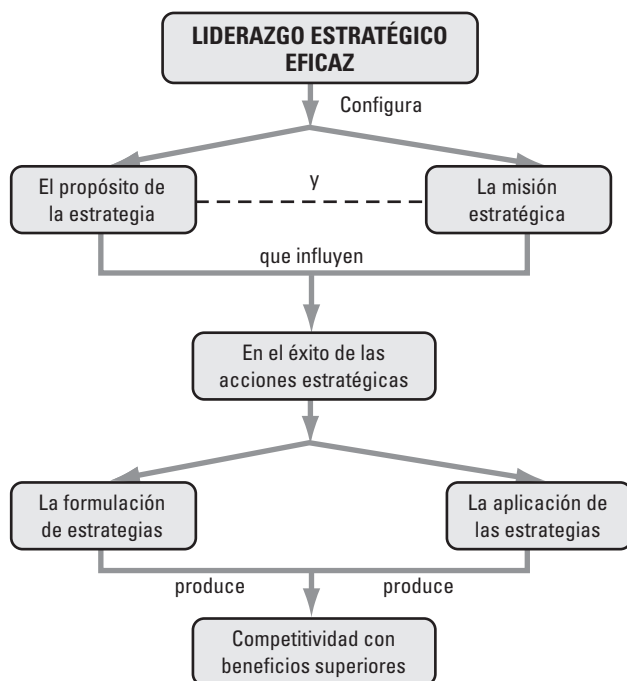 LIDERAZGO ESTRATÉGICO
EFICAZ
Configura
El propósito de
la estrategia
y
La misión
estratégica
que influyen
En el éxito de las
acciones estratégicas
La formulación
de estrategias
La aplicación de
las estrategias
produce
produce
Competitividad con
beneficios superiores